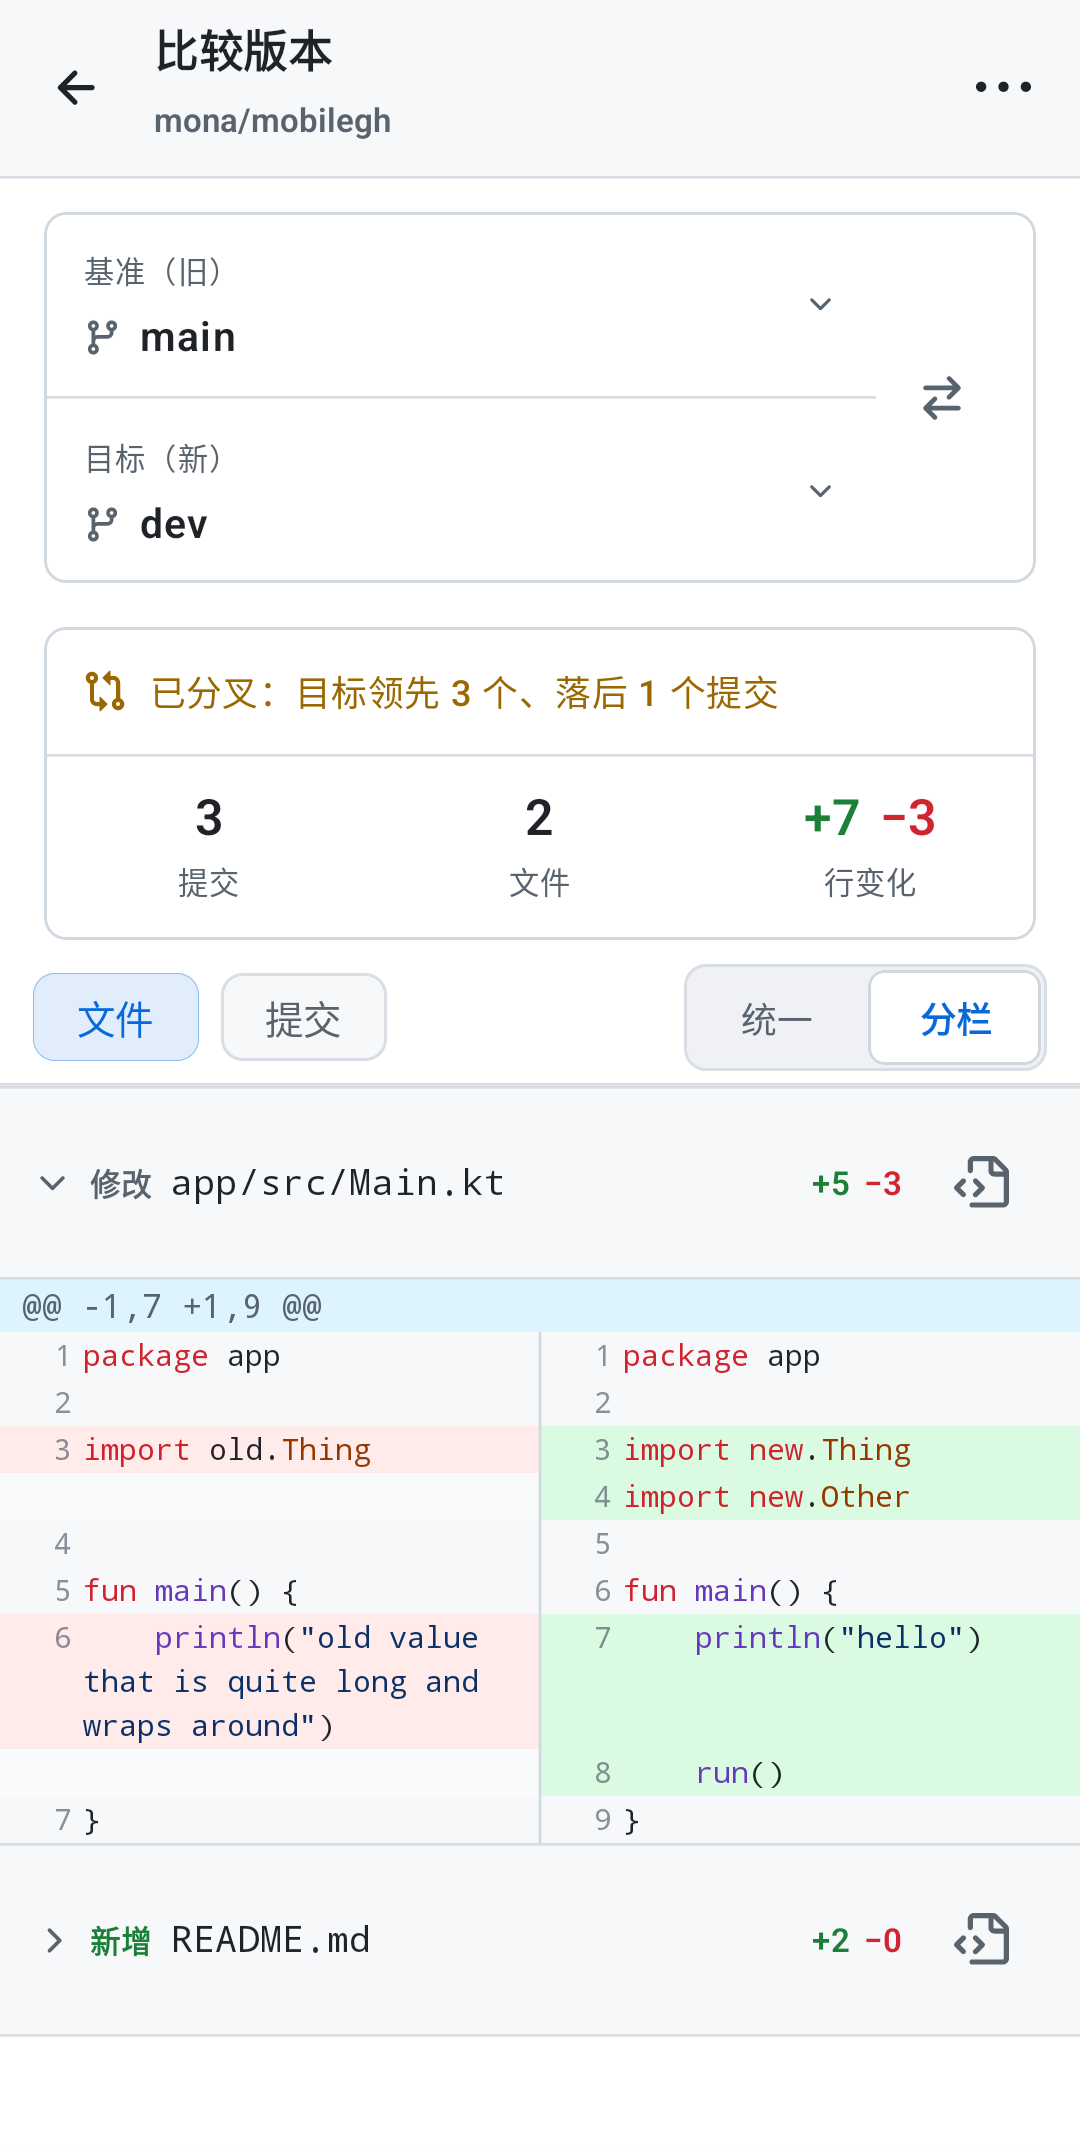 比较版本
mona/mobilegh
基准（旧）
main
目标（新）
dev
已分叉：目标领先 3 个、落后 1 个提交
3 2 +7 −3
提交 文件 行变化
文件 提交 统一 分栏
修改 app/src/Main.kt +5 −3
@@ -1,7 +1,9 @@
1 package app 1 package app
2 2
3 import old.Thing 3 import new.Thing
4 import new.Other
4 5
5 fun main() { 6 fun main() {
6 println("old value 7 println("hello")
that is quite long and
wraps around")
8 run()
7 } 9 }
新增 README.md +2 −0